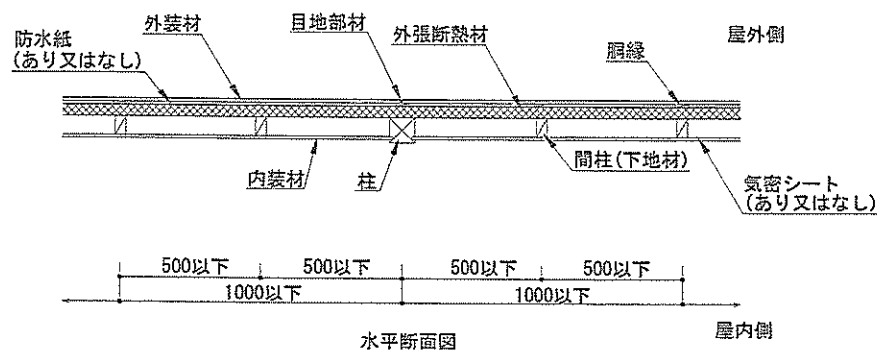 外装材
目地部材
外張断熱材
屋外側
防水紙
(あり又はなし)
胴縁
内装材
柱
間柱(下地材)
気密シート
(あり又はなし)
500以下
500以下
500以下
500以下
1000以下
1000以下
水平断面図
屋内側